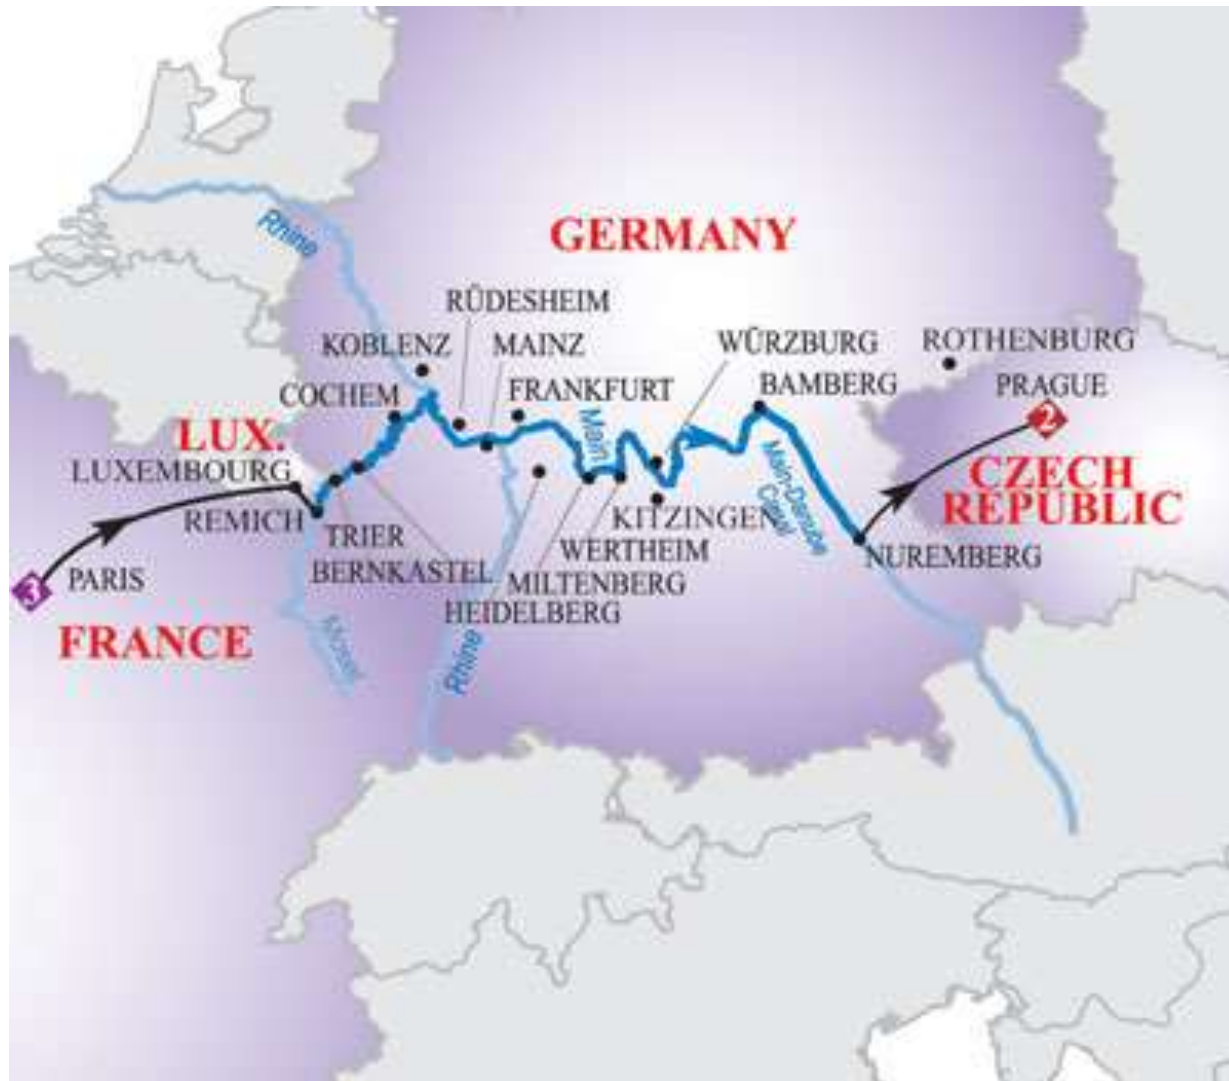 Rhine
GERMANY
RÜDESHEIM
KOBLENZ
MAINZ
WÜRZBURG
ROTHENBURG
COCHEM
FRANKFURT
BAMBERG
PRAGUE
2
LUX.
LUXEMBOURG
Main
CZECH
REPUBLIC
REMICH
TRIER
BERNKASTEL
KITZINGEN
WERTHEIM
MILTENBERG
HEIDELBERG
Main-Danube
Canal
NUREMBERG
3
PARIS
FRANCE
Mosel
Rhine